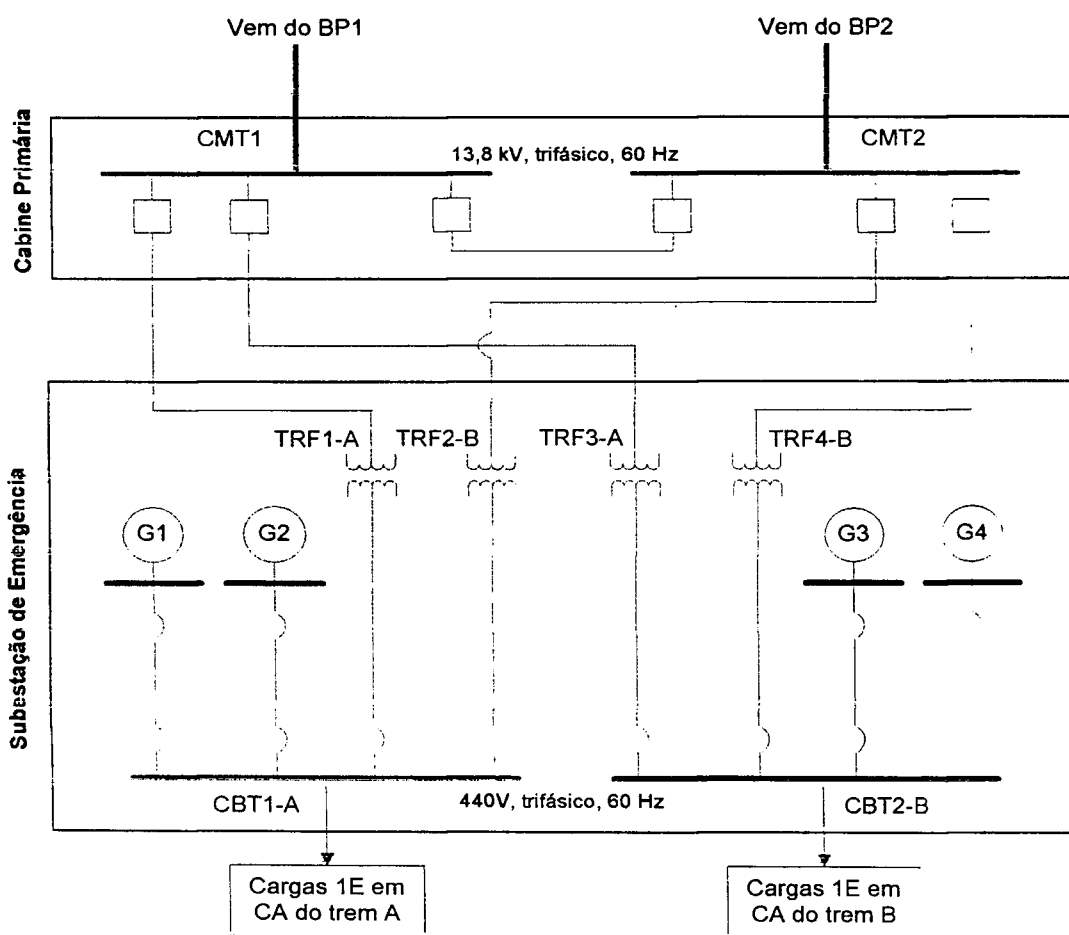 Vem do BP1
Vem do BP2
Cabine Primária
CMT1
CMT2
13,8 kV, trifásico, 60 Hz
Subestação de Emergência
TRF1-A
TRF2-B
TRF3-A
TRF4-B
G1
G2
G3
G4
CBT1-A
440V, trifásico, 60 Hz
CBT2-B
Cargas 1E em
CA do trem A
Cargas 1E em
CA do trem B